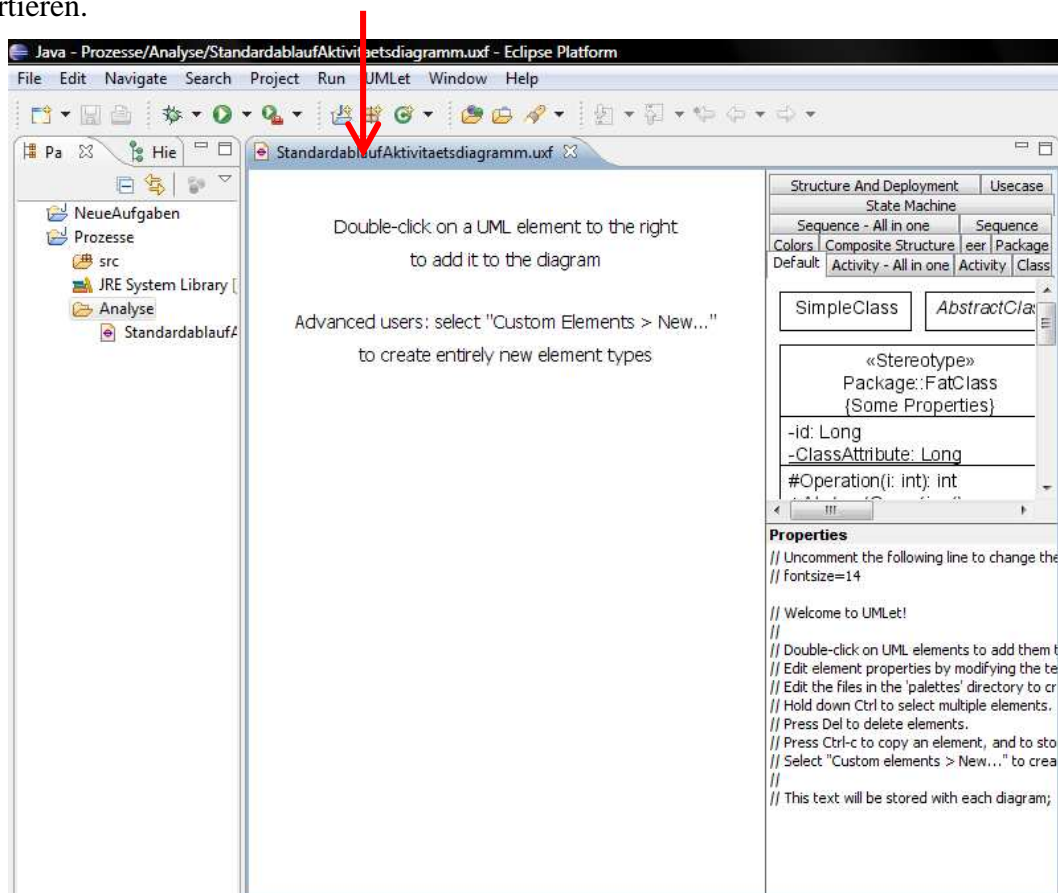 rtieren.
Java - Prozesse/Analyse/StandardablaufAktivitaetsdiagramm.uxf - Eclipse Platform
File Edit Navigate Search Project Run UMLet Window Help
Pa
Hie
StandardablaufAktivitaetsdiagramm.uxf
NeueAufgaben
Prozesse
src
JRE System Library [
Analyse
StandardablaufA
Double-click on a UML element to the right
to add it to the diagram
Advanced users: select "Custom Elements > New..."
to create entirely new element types
Structure And Deployment Usecase
State Machine
Sequence - All in one Sequence
Colors Composite Structure eer Package
Default Activity - All in one Activity Class
SimpleClass AbstractClas
«Stereotype»
Package::FatClass
{Some Properties}
-id: Long
-ClassAttribute: Long
#Operation(i: int): int
Properties
// Uncomment the following line to change the
// fontsize=14
// Welcome to UMLet!
//
// Double-click on UML elements to add them t
// Edit element properties by modifying the te
// Edit the files in the 'palettes' directory to cr
// Hold down Ctrl to select multiple elements.
// Press Del to delete elements.
// Press Ctrl-c to copy an element, and to sto
// Select "Custom elements > New..." to crea
//
// This text will be stored with each diagram;